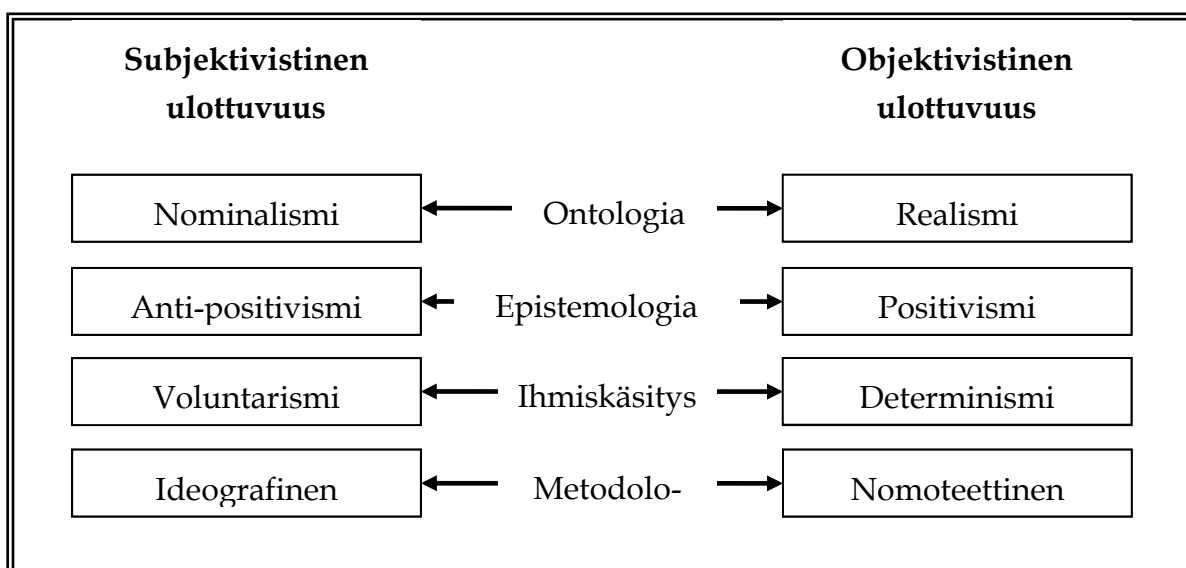 Subjektivistinen
ulottuvuus
Objektivistinen
ulottuvuus
Nominalismi Ontologia Realismi
Anti-positivismi Epistemologia Positivismi
Voluntarismi Ihmiskäsitys Determinismi
Ideografinen Metodolo- Nomoteettinen